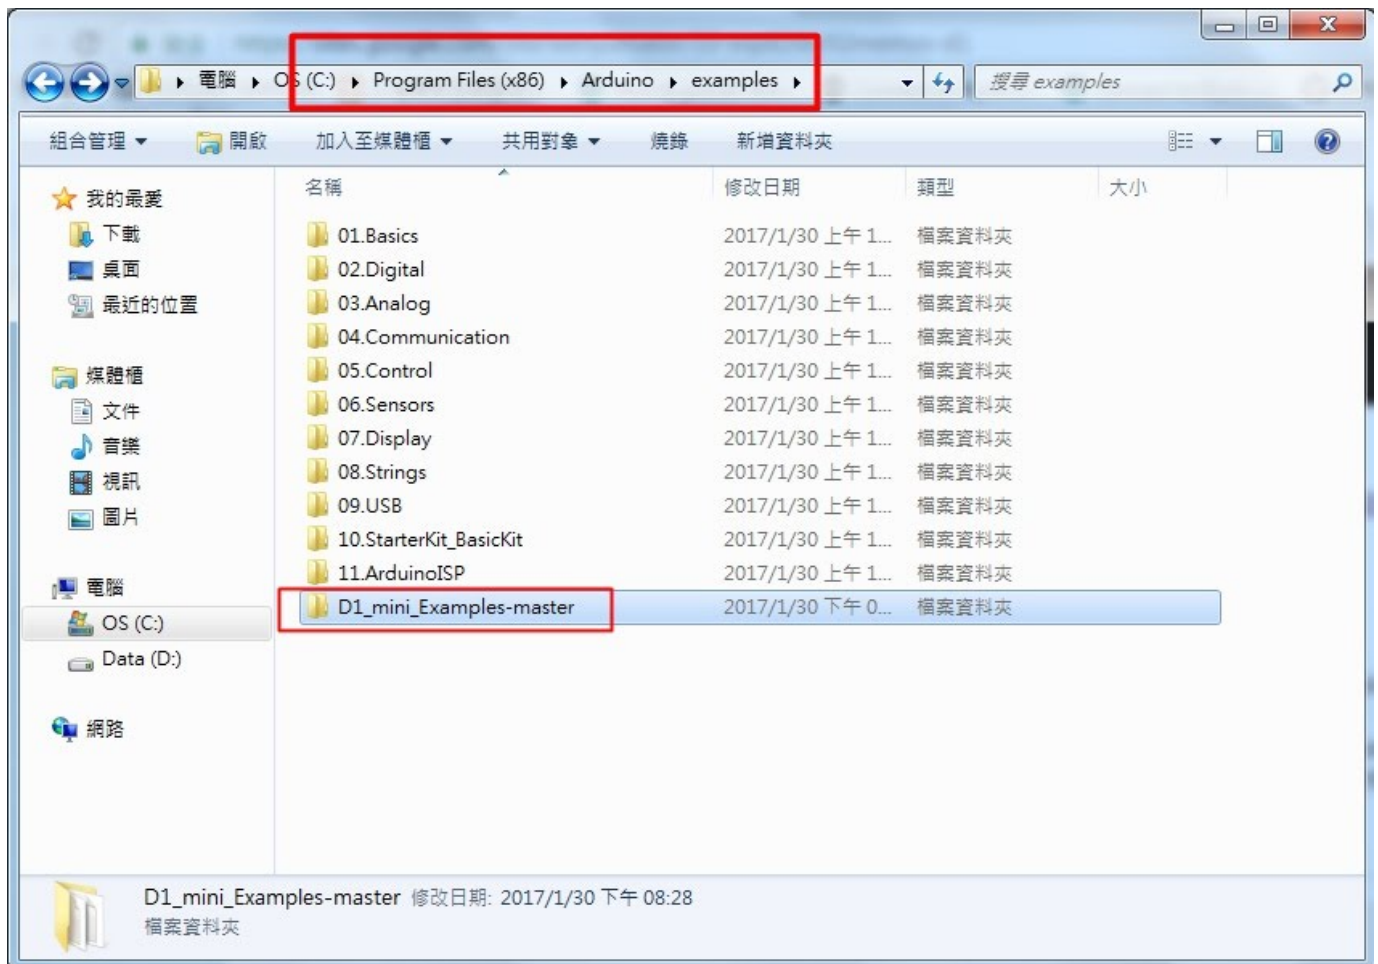 電腦 OS (C:) Program Files (x86) Arduino examples 搜尋 examples
組合管理 開啟 加入至媒體櫃 共用對象 燒錄 新增資料夾
我的最愛
下載
桌面
最近的位置
媒體櫃
文件
音樂
視訊
圖片
電腦
OS (C:)
Data (D:)
網路
名稱 修改日期 類型 大小
01.Basics 2017/1/30 上午 1... 檔案資料夾
02.Digital 2017/1/30 上午 1... 檔案資料夾
03.Analog 2017/1/30 上午 1... 檔案資料夾
04.Communication 2017/1/30 上午 1... 檔案資料夾
05.Control 2017/1/30 上午 1... 檔案資料夾
06.Sensors 2017/1/30 上午 1... 檔案資料夾
07.Display 2017/1/30 上午 1... 檔案資料夾
08.Strings 2017/1/30 上午 1... 檔案資料夾
09.USB 2017/1/30 上午 1... 檔案資料夾
10.StarterKit_BasicKit 2017/1/30 上午 1... 檔案資料夾
11.ArduinoISP 2017/1/30 上午 1... 檔案資料夾
D1_mini_Examples-master 2017/1/30 下午 0... 檔案資料夾
D1_mini_Examples-master 修改日期: 2017/1/30 下午 08:28
檔案資料夾